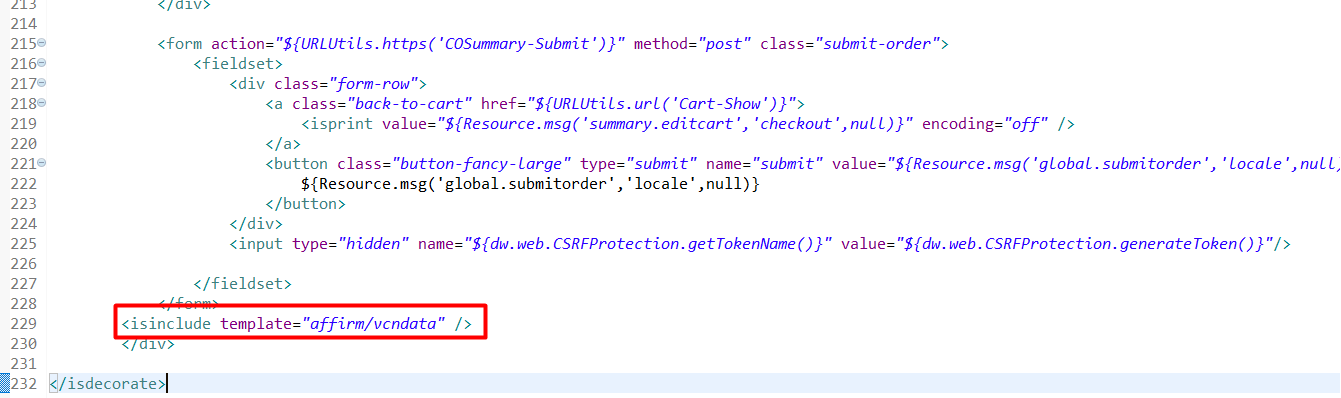 213 </div>
214
215 <form action="${URLUtils.https('COSummary-Submit')}" method="post" class="submit-order">
216 <fieldset>
217 <div class="form-row">
218 <a class="back-to-cart" href="${URLUtils.url('Cart-Show')}">
219 <isprint value="${Resource.msg('summary.editcart','checkout',null)}" encoding="off" />
220 </a>
221 <button class="button-fancy-large" type="submit" name="submit" value="${Resource.msg('global.submitorder','locale',null)
222 ${Resource.msg('global.submitorder','locale',null)}
223 </button>
224 </div>
225 <input type="hidden" name="${dw.web.CSRFProtection.getTokenName()}" value="${dw.web.CSRFProtection.generateToken()}"/>
226
227 </fieldset>
228 </form>
229 <isinclude template="affirm/vcndata" />
230 </div>
231
232 </isdecorate>